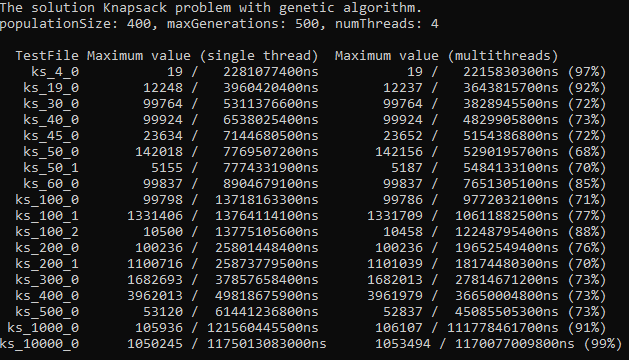 The solution Knapsack problem with genetic algorithm.
populationSize: 400, maxGenerations: 500, numThreads: 4
TestFile Maximum value (single thread) Maximum value (multithreads)
ks_4_0 19 / 2281077400ns 19 / 2215830300ns (97%)
ks_19_0 12248 / 3960420400ns 12237 / 3643815700ns (92%)
ks_30_0 99764 / 5311376600ns 99764 / 3828945500ns (72%)
ks_40_0 99924 / 6538025400ns 99924 / 4829905800ns (73%)
ks_45_0 23634 / 7144680500ns 23652 / 5154386800ns (72%)
ks_50_0 142018 / 7769507200ns 142156 / 5290195700ns (68%)
ks_50_1 5155 / 7774331900ns 5187 / 5484133100ns (70%)
ks_60_0 99837 / 8904679100ns 99837 / 7651305100ns (85%)
ks_100_0 99798 / 13718163300ns 99786 / 9772032100ns (71%)
ks_100_1 1331406 / 13764114100ns 1331709 / 10611882500ns (77%)
ks_100_2 10500 / 13775105600ns 10458 / 12248795400ns (88%)
ks_200_0 100236 / 25801448400ns 100236 / 19652549400ns (76%)
ks_200_1 1100716 / 25873779500ns 1101039 / 18174480300ns (70%)
ks_300_0 1682693 / 37857658400ns 1682013 / 27814671200ns (73%)
ks_400_0 3962013 / 49818675900ns 3961979 / 36650004800ns (73%)
ks_500_0 53120 / 61441236800ns 52837 / 45085505300ns (73%)
ks_1000_0 105936 / 121560445500ns 106107 / 111778461700ns (91%)
ks_10000_0 1050245 / 1175013083000ns 1053494 / 1170077009800ns (99%)